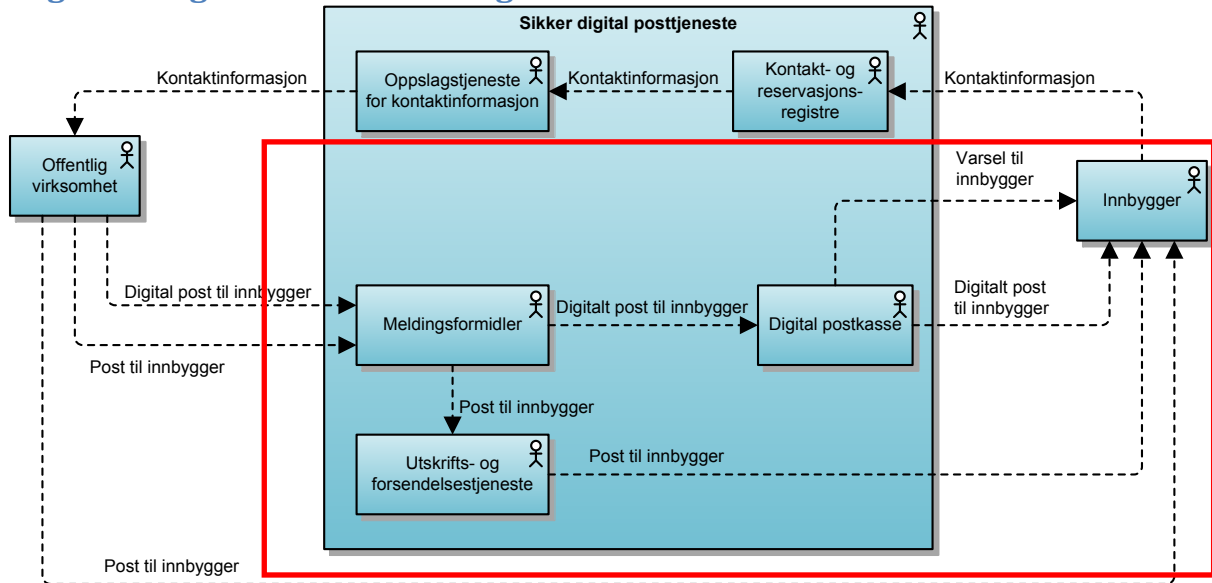 Sikker digital posttjeneste
Kontaktinformasjon
Oppslagstjeneste
for kontaktinformasjon
Kontaktinformasjon
Kontakt- og
reservasjons-
registre
Kontaktinformasjon
Offentlig
virksomhet
Varsel til
innbygger
Innbygger
Digital post til innbygger
Meldingsformidler
Digitalt post til innbygger
Digital postkasse
Digitalt post
til innbygger
Post til innbygger
Post til innbygger
Utskrifts- og
forsendelsestjeneste
Post til innbygger
Post til innbygger